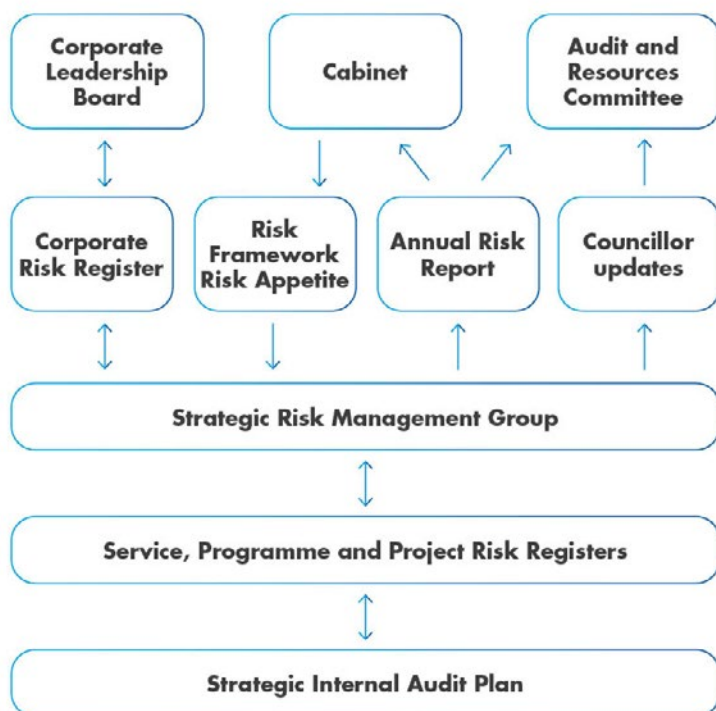 Corporate
Leadership
Board
Cabinet
Audit and
Resources
Committee
Corporate
Risk Register
Risk
Framework
Risk Appetite
Annual Risk
Report
Councillor
updates
Strategic Risk Management Group
Service, Programme and Project Risk Registers
Strategic Internal Audit Plan